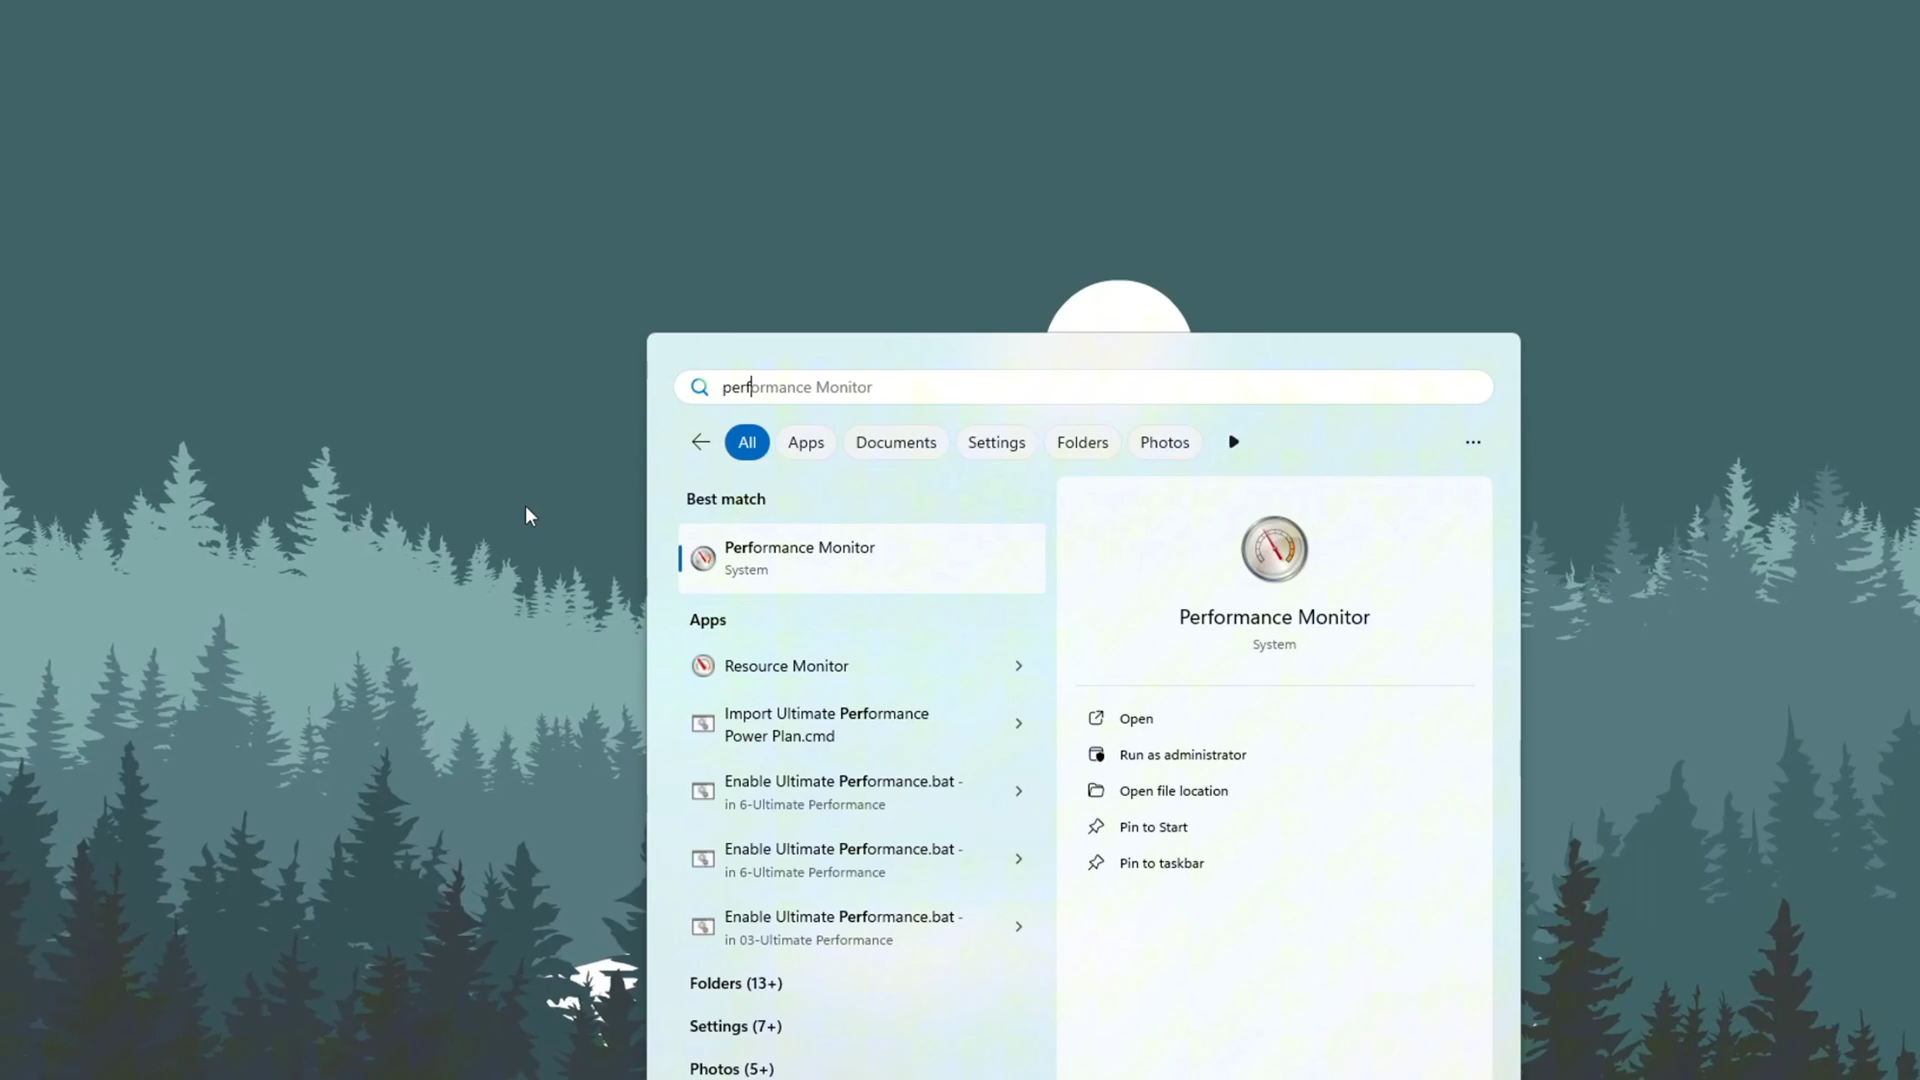 performance Monitor
All Apps Documents Settings Folders Photos
Best match
Performance Monitor
System
Apps
Resource Monitor
Import Ultimate Performance
Power Plan.cmd
Enable Ultimate Performance.bat -
in 6-Ultimate Performance
Enable Ultimate Performance.bat -
in 6-Ultimate Performance
Enable Ultimate Performance.bat -
in 03-Ultimate Performance
Folders (13+)
Settings (7+)
Photos (5+)
Performance Monitor
System
Open
Run as administrator
Open file location
Pin to Start
Pin to taskbar